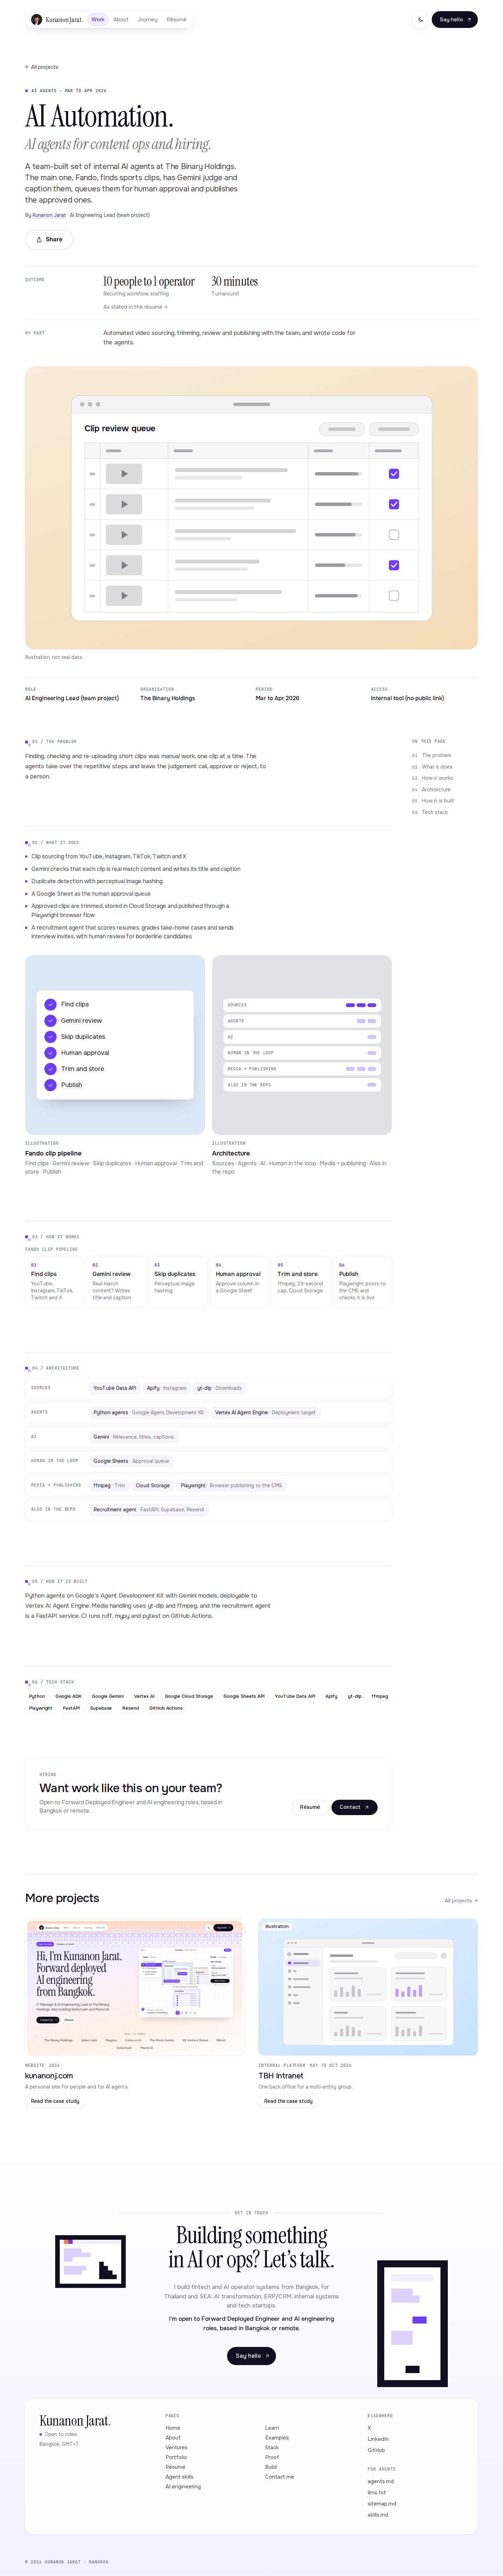 Kunanon Jarat
Work
About
Journey
Résumé
Say hello ↗
← All projects
AI AGENTS · MAR TO APR 2026
AI Automation.
AI agents for content ops and hiring.
A team-built set of internal AI agents at The Binary Holdings.
The main one, Fando, finds sports clips, has Gemini judge and
caption them, queues them for human approval and publishes
the approved ones.
By Kunanon Jarat · AI Engineering Lead (team project)
Share
OUTCOME
10 people to 1 operator
Recurring workflow staffing
30 minutes
Turnaround
As stated in the résumé →
MY PART
Automated video sourcing, trimming, review and publishing with the team, and wrote code for
the agents.
Clip review queue
Illustration, not real data.
ROLE
AI Engineering Lead (team project)
ORGANISATION
The Binary Holdings
PERIOD
Mar to Apr 2026
ACCESS
Internal tool (no public link)
01 / THE PROBLEM
Finding, checking and re-uploading short clips was manual work, one clip at a time. The
agents take over the repetitive steps and leave the judgement call, approve or reject, to
a person.
ON THIS PAGE
01 The problem
02 What it does
03 How it works
04 Architecture
05 How it is built
06 Tech stack
02 / WHAT IT DOES
Clip sourcing from YouTube, Instagram, TikTok, Twitch and X
Gemini checks that each clip is real match content and writes its title and caption
Duplicate detection with perceptual image hashing
A Google Sheet as the human approval queue
Approved clips are trimmed, stored in Cloud Storage and published through a
Playwright browser flow
A recruitment agent that scores resumes, grades take-home cases and sends
interview invites, with human review for borderline candidates
Find clips
Gemini review
Skip duplicates
Human approval
Trim and store
Publish
SOURCES
AGENTS
AI
HUMAN IN THE LOOP
MEDIA + PUBLISHING
ALSO IN THE REPO
ILLUSTRATION
Fando clip pipeline
Find clips · Gemini review · Skip duplicates · Human approval · Trim and
store · Publish
ILLUSTRATION
Architecture
Sources · Agents · AI · Human in the loop · Media + publishing · Also in
the repo
03 / HOW IT WORKS
FANDO CLIP PIPELINE
01
Find clips
YouTube,
Instagram, TikTok,
Twitch and X
02
Gemini review
Real match
content? Writes
title and caption
03
Skip duplicates
Perceptual image
hashing
04
Human approval
Approve column in
a Google Sheet
05
Trim and store
ffmpeg, 29-second
cap, Cloud Storage
06
Publish
Playwright posts to
the CMS and
checks it is live
04 / ARCHITECTURE
SOURCES
YouTube Data API
Apify · Instagram
yt-dlp · Downloads
AGENTS
Python agents · Google Agent Development Kit
Vertex AI Agent Engine · Deployment target
AI
Gemini · Relevance, titles, captions
HUMAN IN THE LOOP
Google Sheets · Approval queue
MEDIA + PUBLISHING
ffmpeg · Trim
Cloud Storage
Playwright · Browser publishing to the CMS
ALSO IN THE REPO
Recruitment agent · FastAPI, Supabase, Resend
05 / HOW IT IS BUILT
Python agents on Google's Agent Development Kit with Gemini models, deployable to
Vertex AI Agent Engine. Media handling uses yt-dlp and ffmpeg, and the recruitment agent
is a FastAPI service. CI runs ruff, mypy and pytest on GitHub Actions.
06 / TECH STACK
Python
Google ADK
Google Gemini
Vertex AI
Google Cloud Storage
Google Sheets API
YouTube Data API
Apify
yt-dlp
ffmpeg
Playwright
FastAPI
Supabase
Resend
GitHub Actions
HIRING
Want work like this on your team?
Open to Forward Deployed Engineer and AI engineering roles, based in
Bangkok or remote.
Résumé
Contact ↗
More projects
All projects →
Hi, I'm Kunanon Jarat.
Forward deployed
AI engineering
from Bangkok.
Illustration
WEBSITE 2026
kunanonj.com
A personal site for people and for AI agents.
Read the case study
INTERNAL PLATFORM MAY TO OCT 2024
TBH Intranet
One back office for a multi-entity group.
Read the case study
GET IN TOUCH
Building something
in AI or ops? Let's talk.
I build fintech and AI operator systems from Bangkok, for
Thailand and SEA: AI transformation, ERP/CRM, internal systems
and tech startups.
I'm open to Forward Deployed Engineer and AI engineering
roles, based in Bangkok or remote.
Say hello ↗
Kunanon Jarat.
Open to roles
Bangkok, GMT+7
PAGES
Home
About
Ventures
Portfolio
Résumé
Agent skills
AI engineering
Learn
Examples
Stack
Proof
Build
Contact me
ELSEWHERE
X
LinkedIn
GitHub
FOR AGENTS
agents.md
llms.txt
sitemap.md
skills.md
© 2026 KUNANON JARAT · BANGKOK